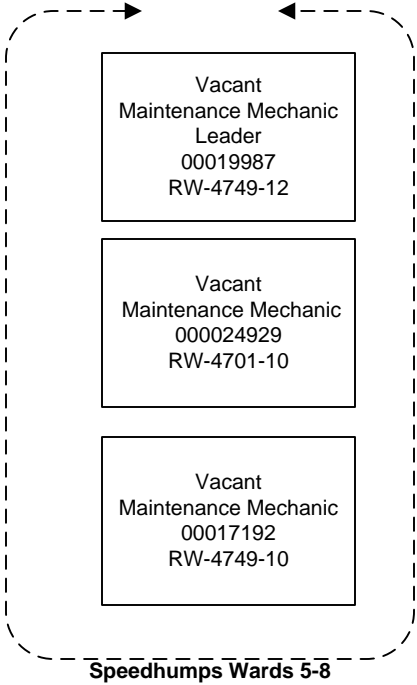 Vacant
Maintenance Mechanic
Leader
00019987
RW-4749-12
Vacant
Maintenance Mechanic
000024929
RW-4701-10
Vacant
Maintenance Mechanic
00017192
RW-4749-10
Speedhumps Wards 5-8